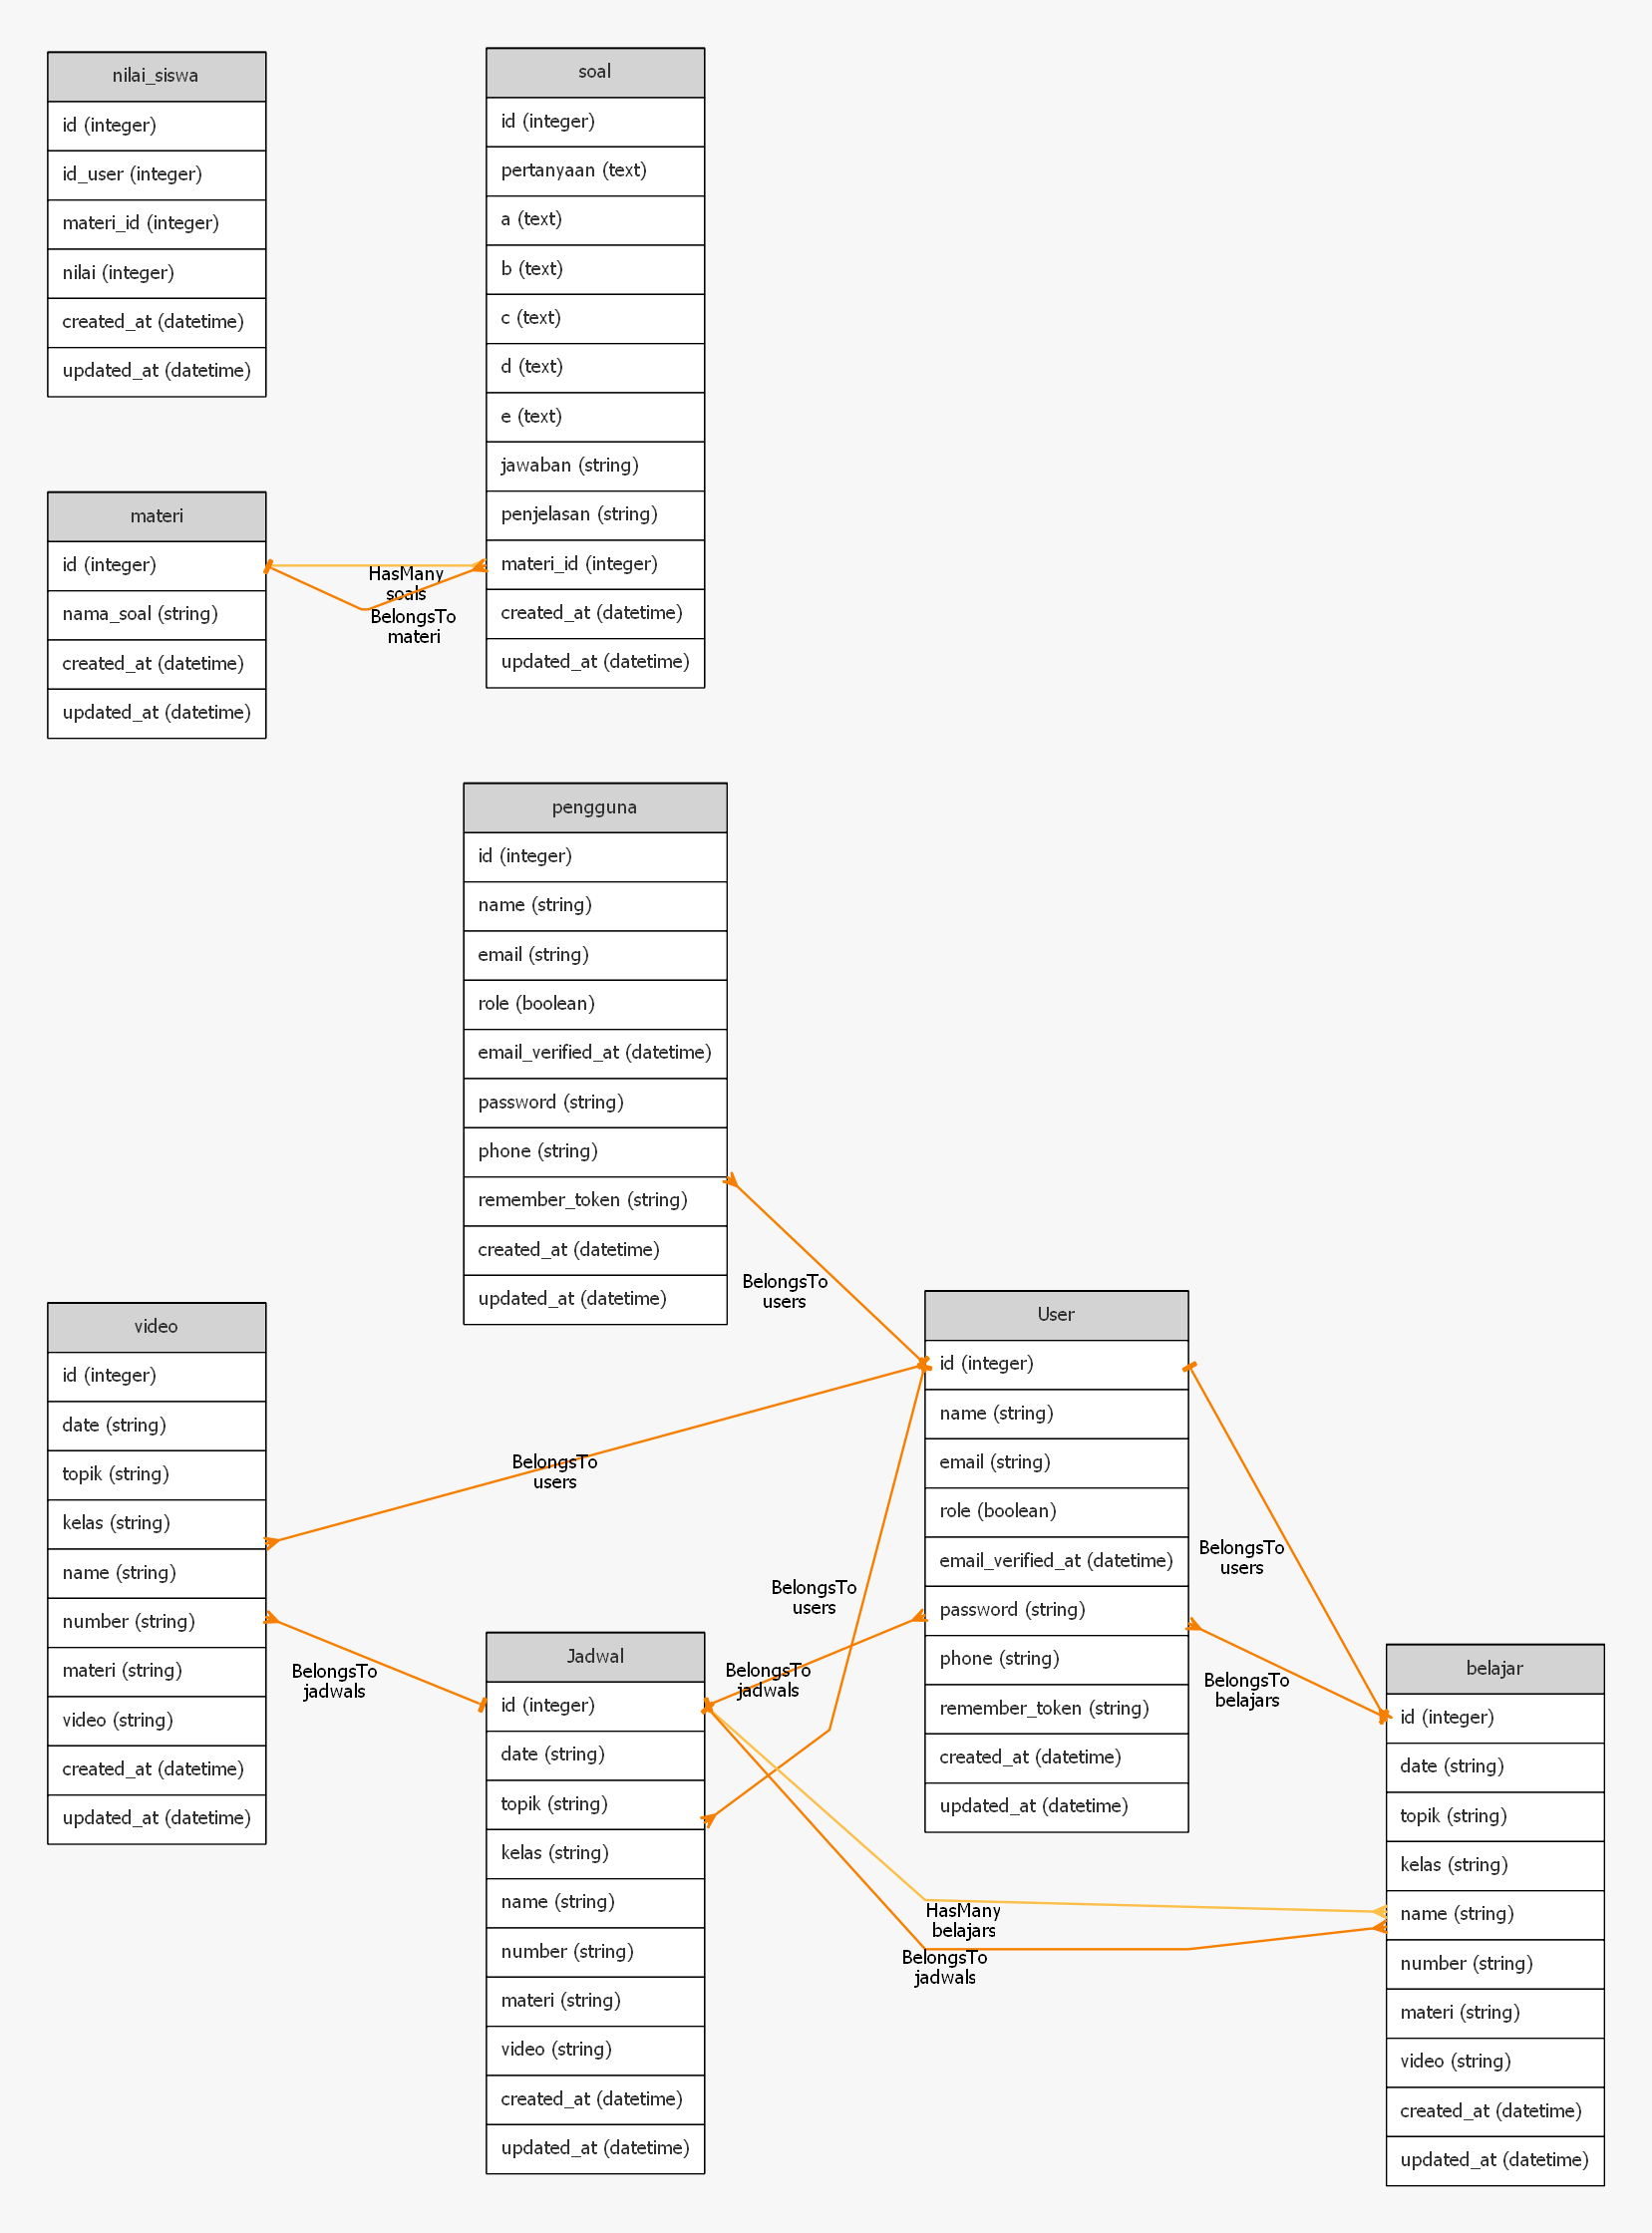 nilai_siswa
id (integer)
id_user (integer)
materi_id (integer)
nilai (integer)
created_at (datetime)
updated_at (datetime)
soal
id (integer)
pertanyaan (text)
a (text)
b (text)
c (text)
d (text)
e (text)
jawaban (string)
penjelasan (string)
materi_id (integer)
created_at (datetime)
updated_at (datetime)
materi
id (integer)
nama_soal (string)
created_at (datetime)
updated_at (datetime)
HasMany
soals
BelongsTo
materi
pengguna
id (integer)
name (string)
email (string)
role (boolean)
email_verified_at (datetime)
password (string)
phone (string)
remember_token (string)
created_at (datetime)
updated_at (datetime)
BelongsTo
users
video
id (integer)
date (string)
topik (string)
kelas (string)
name (string)
number (string)
materi (string)
video (string)
created_at (datetime)
updated_at (datetime)
BelongsTo
users
BelongsTo
jadwals
Jadwal
id (integer)
date (string)
topik (string)
kelas (string)
name (string)
number (string)
materi (string)
video (string)
created_at (datetime)
updated_at (datetime)
BelongsTo
users
BelongsTo
jadwals
User
id (integer)
name (string)
email (string)
role (boolean)
email_verified_at (datetime)
password (string)
phone (string)
remember_token (string)
created_at (datetime)
updated_at (datetime)
BelongsTo
users
BelongsTo
belajars
HasMany
belajars
BelongsTo
jadwals
belajar
id (integer)
date (string)
topik (string)
kelas (string)
name (string)
number (string)
materi (string)
video (string)
created_at (datetime)
updated_at (datetime)